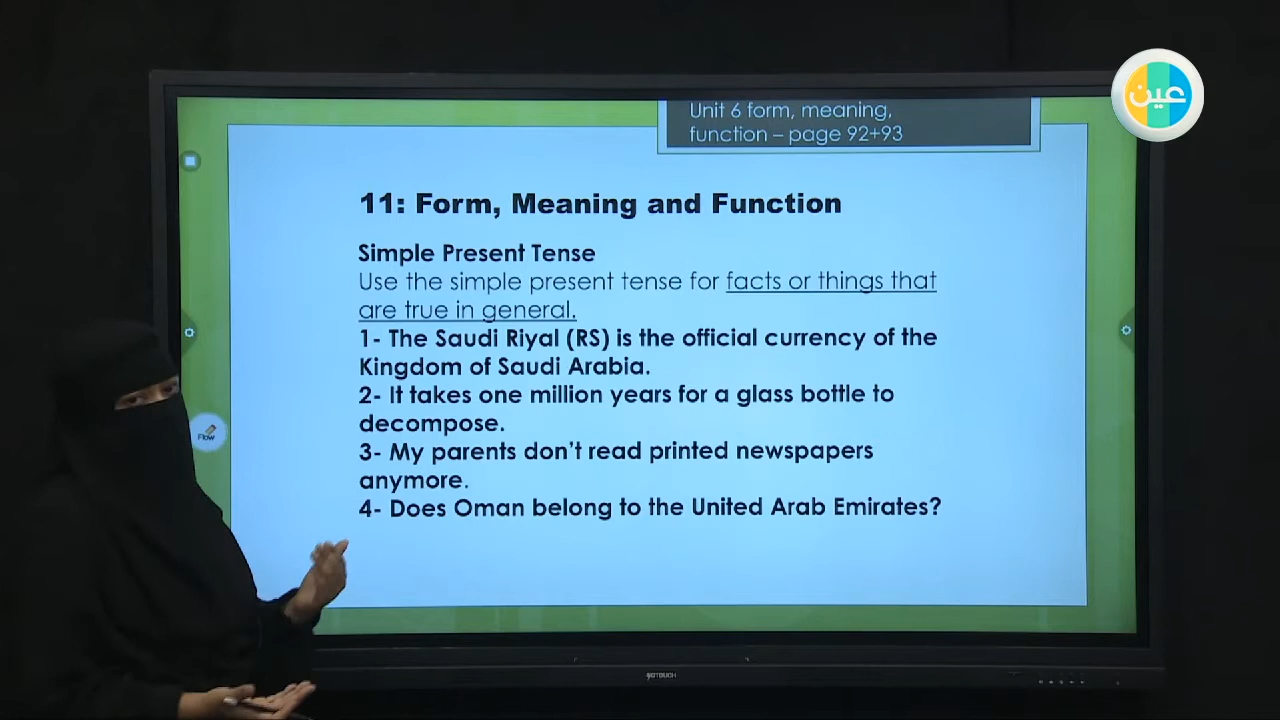 عين
Unit 6 form, meaning,
function – page 92+93
11: Form, Meaning and Function
Simple Present Tense
Use the simple present tense for facts or things that
are true in general.
1- The Saudi Riyal (RS) is the official currency of the
Kingdom of Saudi Arabia.
2- It takes one million years for a glass bottle to
decompose.
3- My parents don’t read printed newspapers
anymore.
4- Does Oman belong to the United Arab Emirates?
Flow